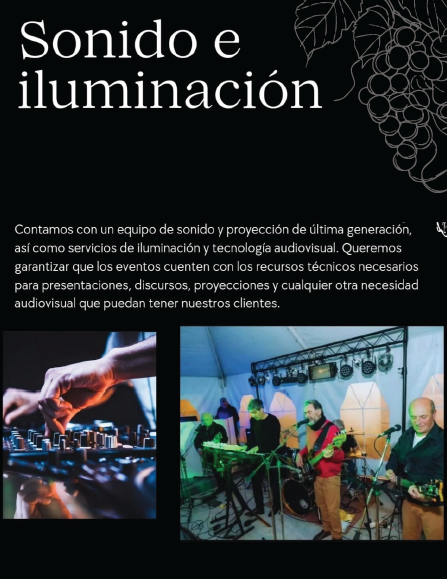 Sonido e
iluminación
Contamos con un equipo de sonido y proyección de última generación,
así como servicios de iluminación y tecnología audiovisual. Queremos
garantizar que los eventos cuenten con los recursos técnicos necesarios
para presentaciones, discursos, proyecciones y cualquier otra necesidad
audiovisual que puedan tener nuestros clientes.